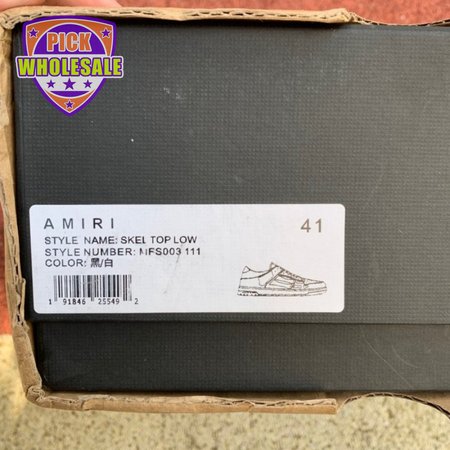 PICK
WHOLESALE
AMIRI
41
STYLE NAME: SKEL TOP LOW
STYLE NUMBER: MFS003 111
COLOR: 黑/白
1 91846 25549 2